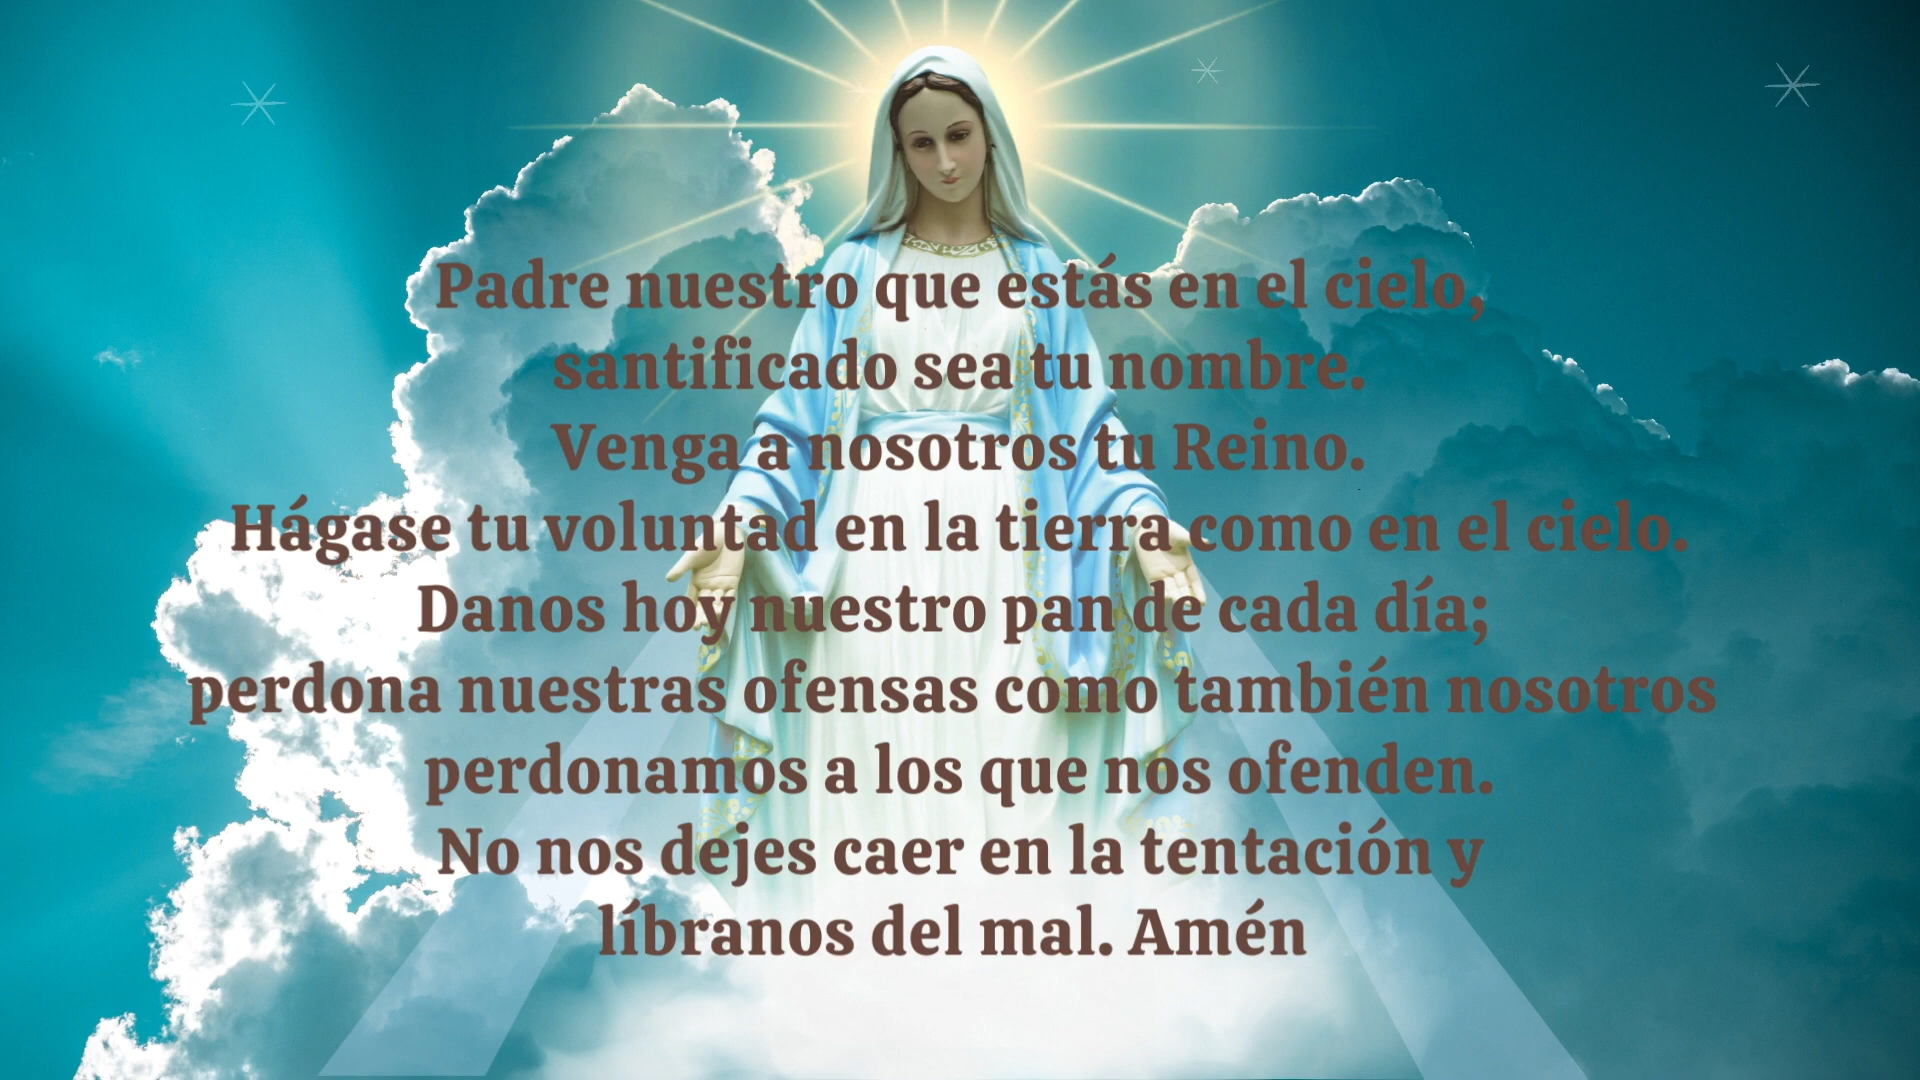 Padre nuestro que estás en el cielo,
santificado sea tu nombre.
Venga a nosotros tu Reino.
Hágase tu voluntad en la tierra como en el cielo.
Danos hoy nuestro pan de cada día;
perdona nuestras ofensas como también nosotros
perdonamos a los que nos ofenden.
No nos dejes caer en la tentación y
líbranos del mal. Amén